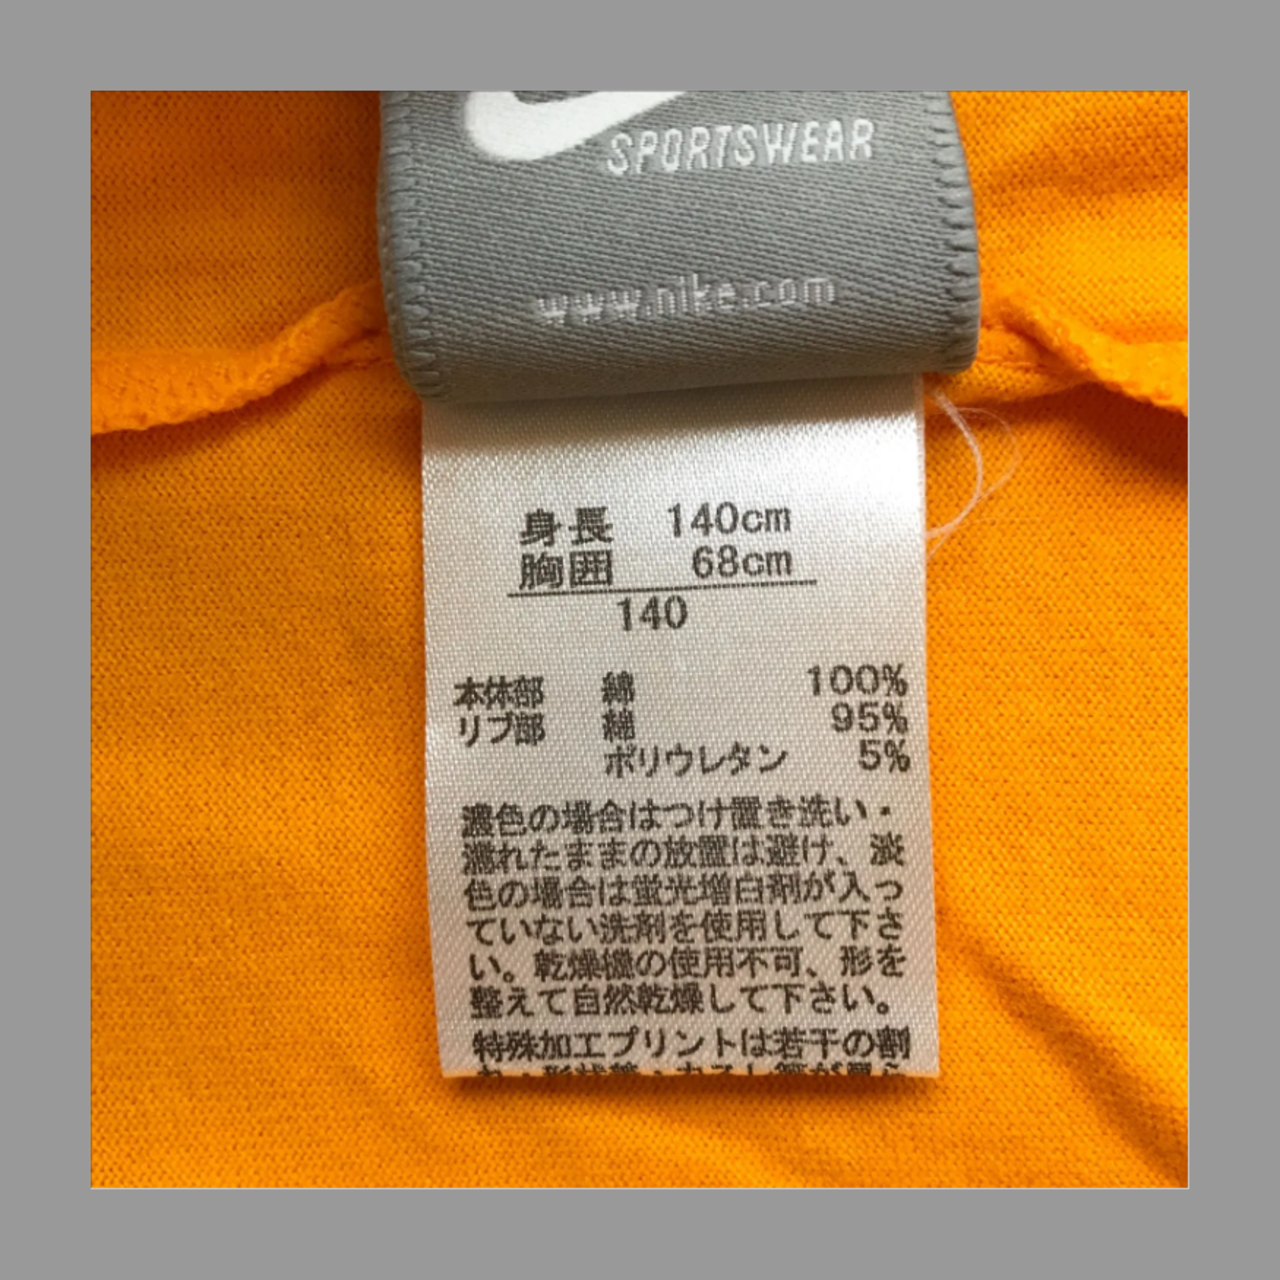 SPORTSWEAR
www.nike.com
身長 140cm
胸囲 68cm
140
本体部 綿 100%
リブ部 綿 95%
ポリウレタン 5%
濃色の場合はつけ置き洗い・
濡れたままの放置は避け、淡
色の場合は蛍光増白剤が入っ
ていない洗剤を使用して下さ
い。乾燥機の使用不可、形を
整えて自然乾燥して下さい。
特殊加工プリントは若干の割